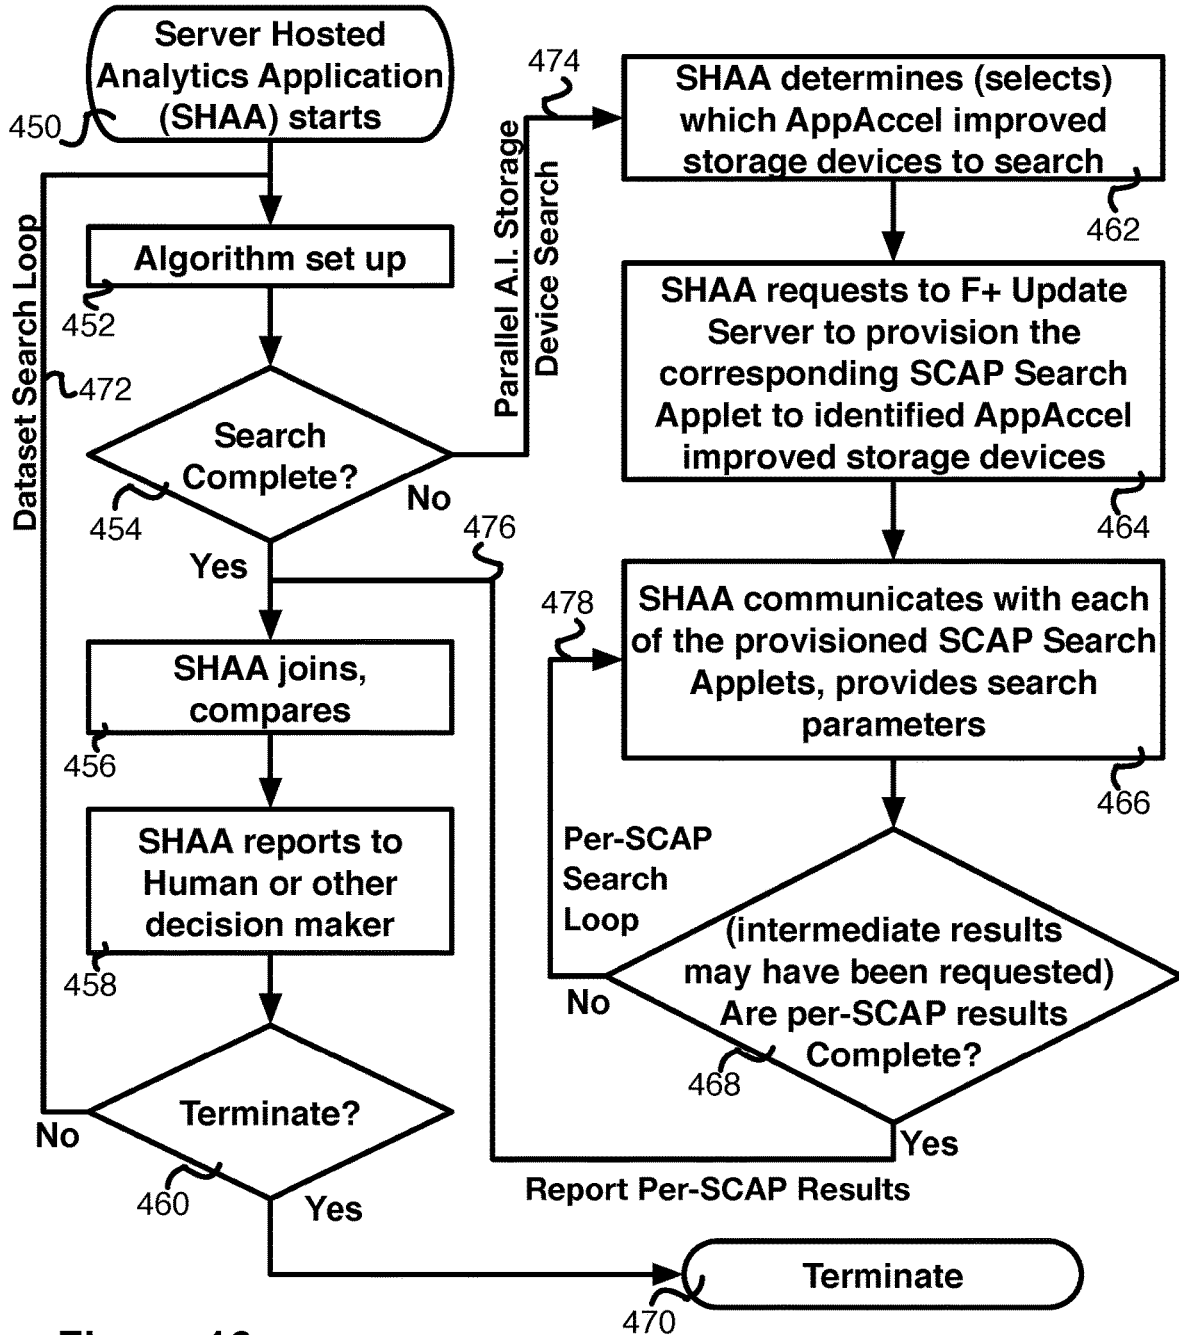 Server Hosted
Analytics Application
(SHAA) starts
450
Dataset Search Loop
472
Algorithm set up
452
Search
Complete?
454
No
Yes
476
SHAA joins,
compares
456
SHAA reports to
Human or other
decision maker
458
Terminate?
No
460
Yes
Parallel A.I. Storage
Device Search
474
SHAA determines (selects)
which AppAccel improved
storage devices to search
462
SHAA requests to F+ Update
Server to provision the
corresponding SCAP Search
Applet to identified AppAccel
improved storage devices
464
478
SHAA communicates with each
of the provisioned SCAP Search
Applets, provides search
parameters
466
Per-SCAP
Search
Loop
(intermediate results
may have been requested)
Are per-SCAP results
Complete?
No
468
Yes
Report Per-SCAP Results
Terminate
470